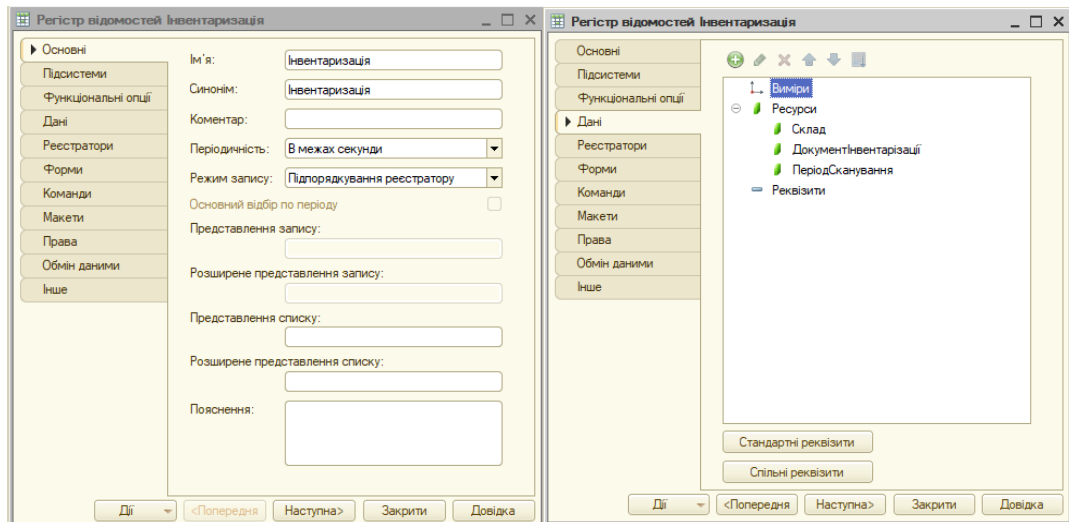 Регістр відомостей Інвентаризація
Основні
Підсистеми
Функціональні опції
Дані
Реєстратори
Форми
Команди
Макети
Права
Обмін даними
Інше
Ім'я:
Інвентаризація
Синонім:
Інвентаризація
Коментар:
Періодичність:
В межах секунди
Режим запису:
Підпорядкування реєстратору
Основний відбір по періоду
Представлення запису:
Розширене представлення запису:
Представлення списку:
Розширене представлення списку:
Пояснення:
Дії
<Попередня
Наступна>
Закрити
Довідка
Регістр відомостей Інвентаризація
Основні
Підсистеми
Функціональні опції
Дані
Реєстратори
Форми
Команди
Макети
Права
Обмін даними
Інше
Виміри
Ресурси
Склад
ДокументІнвентарізації
ПеріодСканування
Реквізити
Стандартні реквізити
Спільні реквізити
Дії
<Попередня
Наступна>
Закрити
Довідка